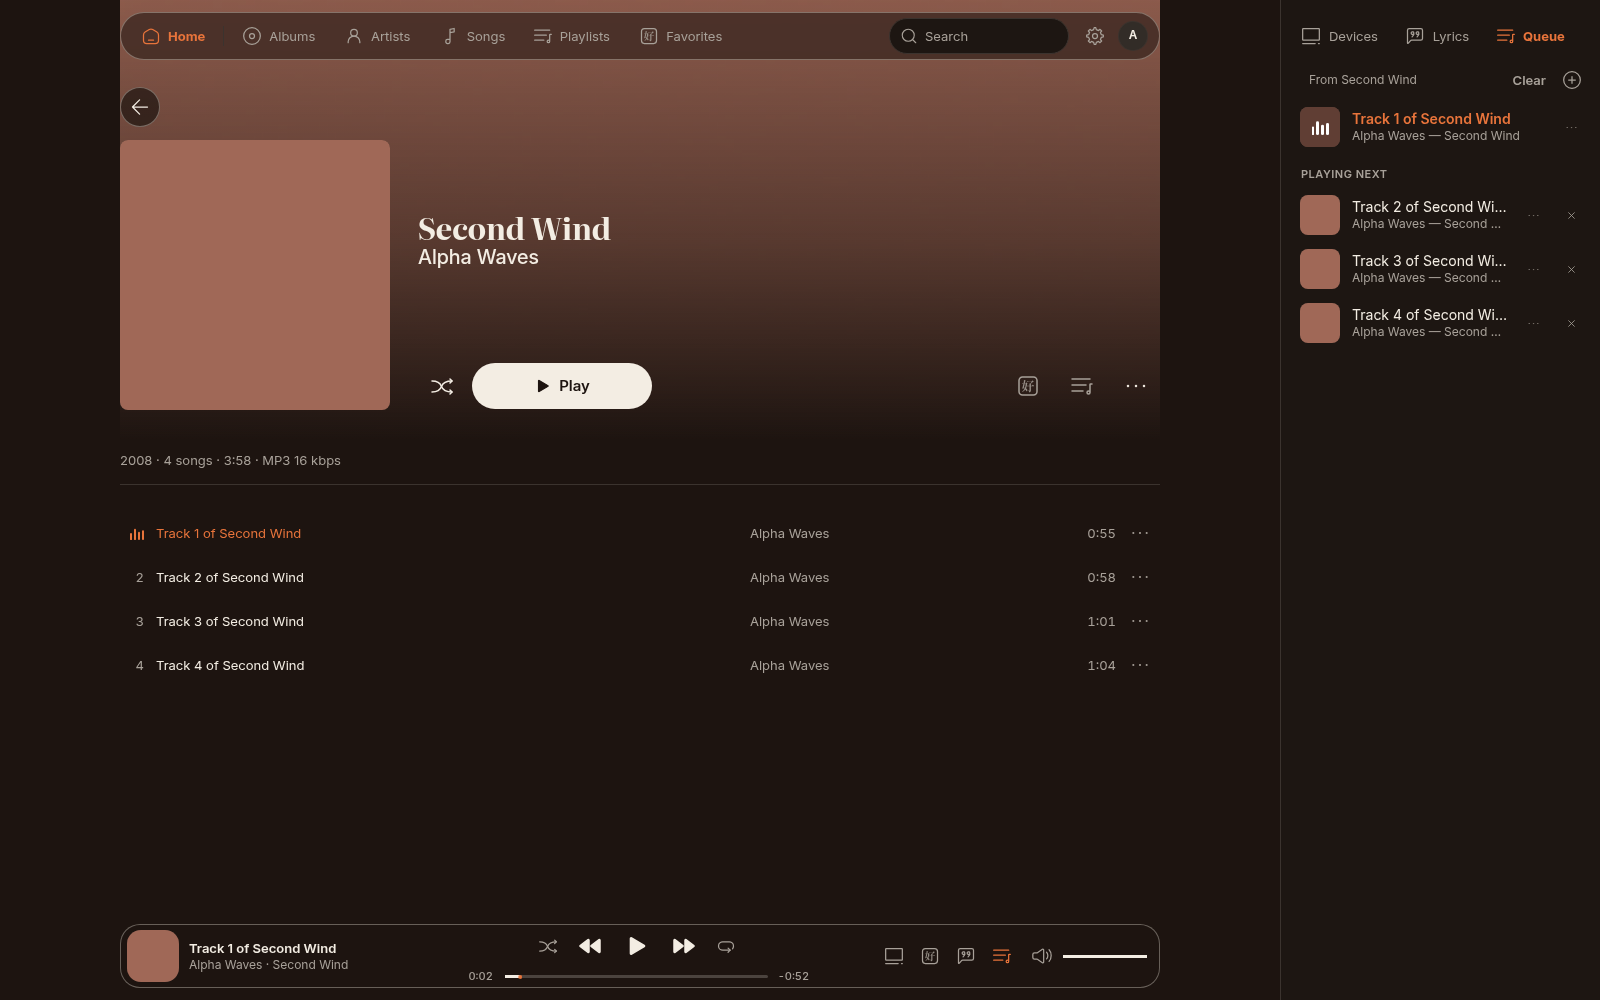 Home
Albums
Artists
Songs
Playlists
好
Favorites
Search
A
Devices
Lyrics
Queue
From Second Wind
Clear
Track 1 of Second Wind
Alpha Waves — Second Wind
PLAYING NEXT
Track 2 of Second Wi...
Alpha Waves — Second ...
Track 3 of Second Wi...
Alpha Waves — Second ...
Track 4 of Second Wi...
Alpha Waves — Second ...
Second Wind
Alpha Waves
Play
好
2008 · 4 songs · 3:58 · MP3 16 kbps
Track 1 of Second Wind Alpha Waves 0:55
2 Track 2 of Second Wind Alpha Waves 0:58
3 Track 3 of Second Wind Alpha Waves 1:01
4 Track 4 of Second Wind Alpha Waves 1:04
Track 1 of Second Wind
Alpha Waves · Second Wind
0:02
-0:52
好